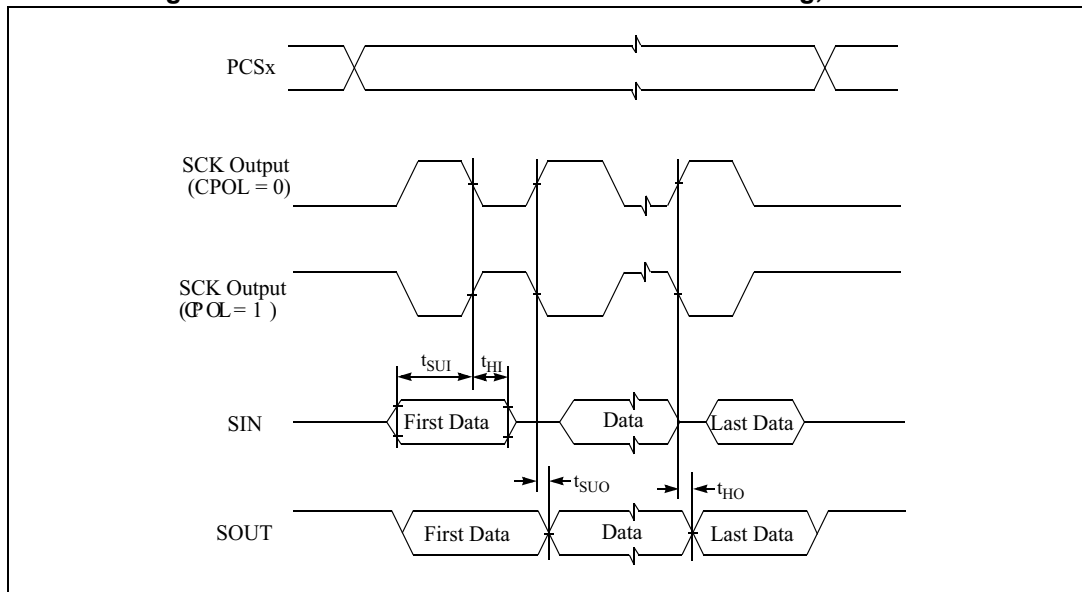 PCSx
SCK Output
(CPOL = 0)
SCK Output
(CPOL = 1 )
tSUI
tHI
SIN
First Data
Data
Last Data
tSUO
tHO
SOUT
First Data
Data
Last Data